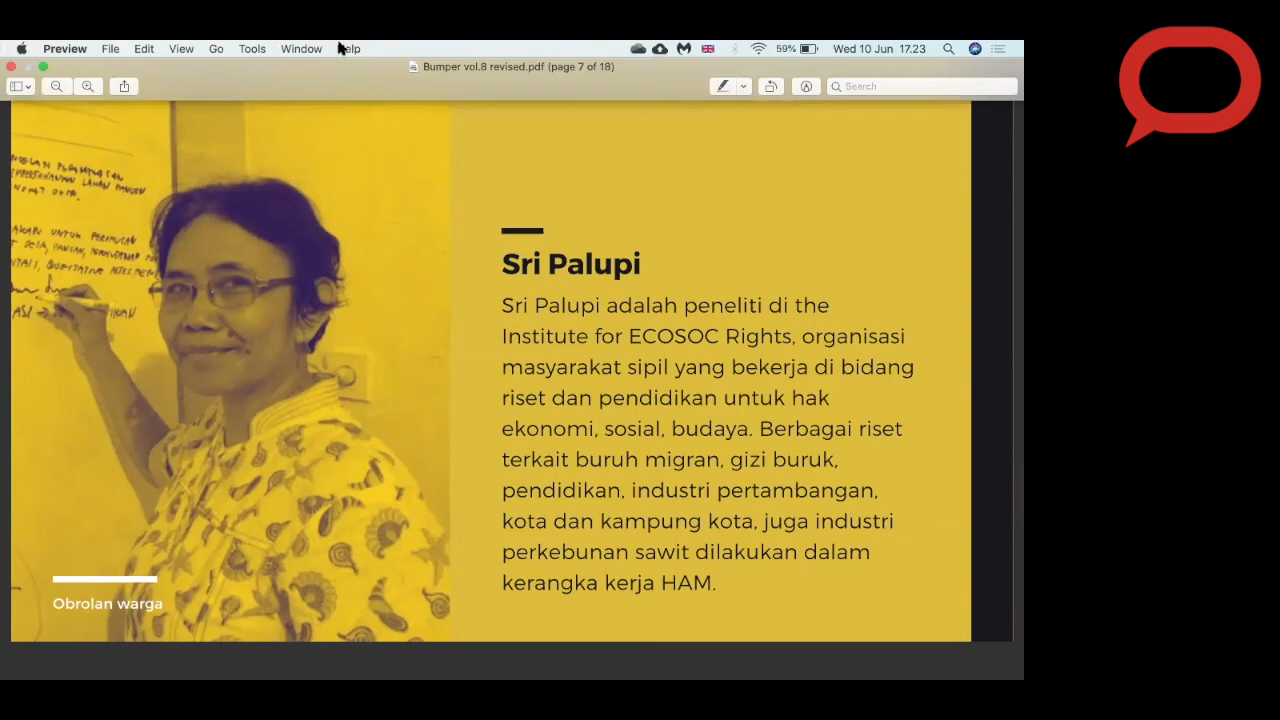 Preview File Edit View Go Tools Window Help 59% Wed 10 Jun 17.23
Bumper vol.8 revised.pdf (page 7 of 18)
Search
Sri Palupi
Sri Palupi adalah peneliti di the
Institute for ECOSOC Rights, organisasi
masyarakat sipil yang bekerja di bidang
riset dan pendidikan untuk hak
ekonomi, sosial, budaya. Berbagai riset
terkait buruh migran, gizi buruk,
pendidikan, industri pertambangan,
kota dan kampung kota, juga industri
perkebunan sawit dilakukan dalam
kerangka kerja HAM.
Obrolan warga